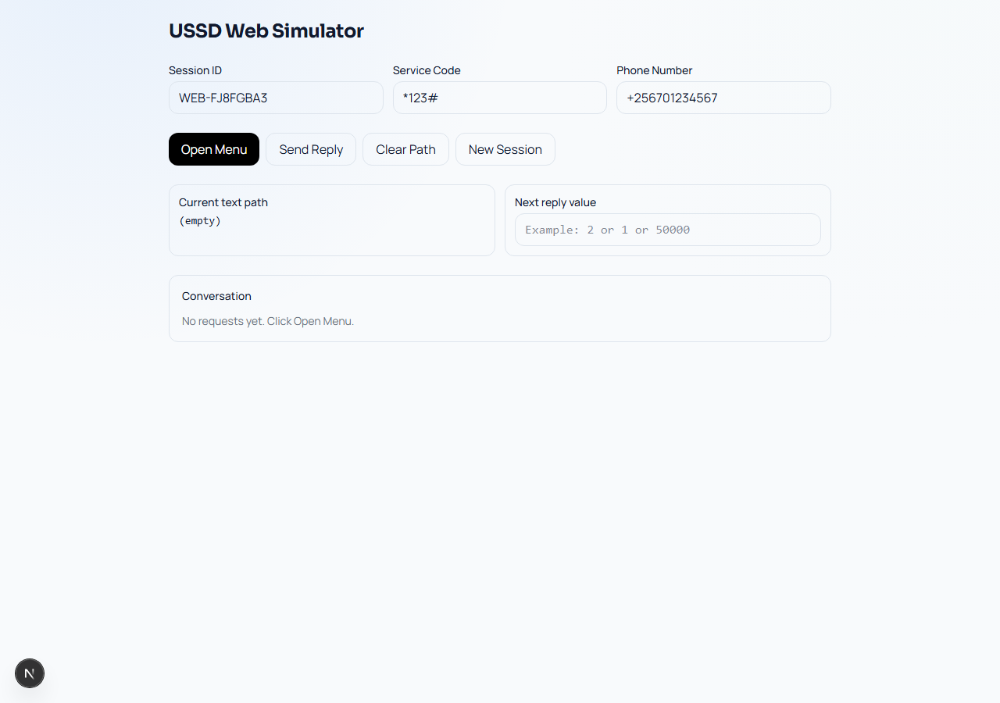 USSD Web Simulator
Session ID
Service Code
Phone Number
WEB-FJ8FGBA3
*123#
+256701234567
Open Menu
Send Reply
Clear Path
New Session
Current text path
(empty)
Next reply value
Example: 2 or 1 or 50000
Conversation
No requests yet. Click Open Menu.
N